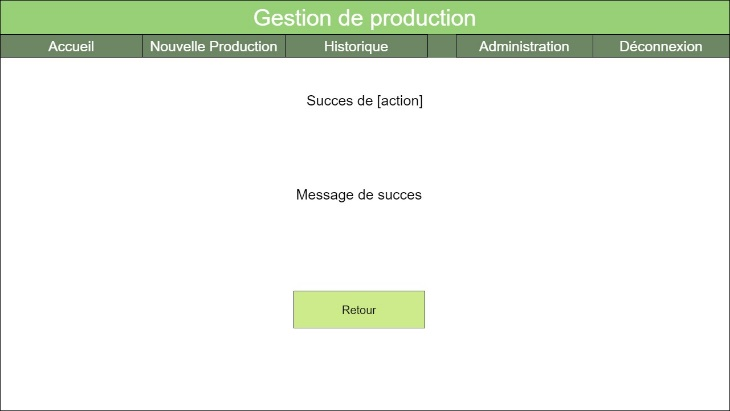 Gestion de production
Accueil Nouvelle Production Historique Administration Déconnexion
Succes de [action]
Message de succes
Retour